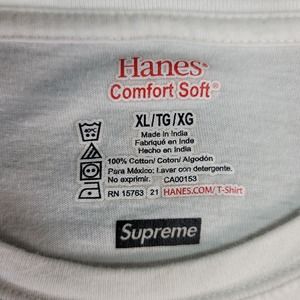 Hanes®
Comfort Soft®
XL/TG/XG
Made in India
Fabriqué en Inde
Hecho en India
100% Cotton/ Coton/ Algodón
Para México: Lavar con detergente.
No exprimir. CA00153
RN 15763 21 HANES.COM/T-Shirt
Supreme